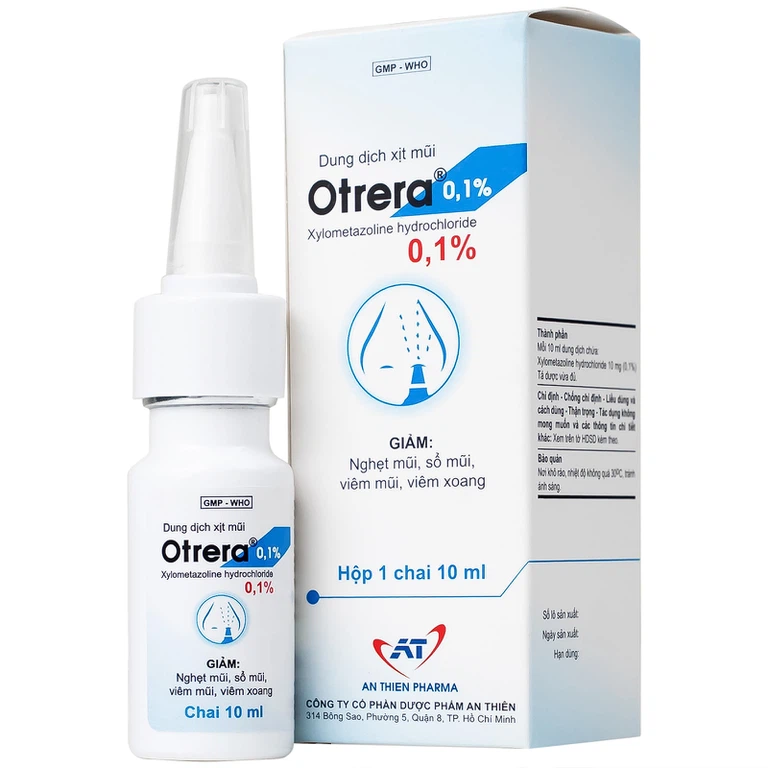 GMP - WHO
Dung dịch xịt mũi
Otrera® 0,1%
Xylometazoline hydrochloride
0,1%
GIẢM:
Nghẹt mũi, sổ mũi,
viêm mũi, viêm xoang
Hộp 1 chai 10 ml
AT
AN THIEN PHARMA
CÔNG TY CỔ PHẦN DƯỢC PHẨM AN THIÊN
314 Bông Sao, Phường 5, Quận 8, TP. Hồ Chí Minh
Thành phần
Mỗi 10 ml dung dịch chứa:
Xylometazoline hydrochloride 10 mg (0,1%)
Tá dược vừa đủ.
Chỉ định - Chống chỉ định - Liều dùng và
cách dùng - Thận trọng - Tác dụng không
mong muốn và các thông tin chi tiết
khác: Xem trên tờ HDSD kèm theo.
Bảo quản
Nơi khô ráo, nhiệt độ không quá 30ºC, tránh
ánh sáng.
Số lô sản xuất:
Ngày sản xuất:
Hạn dùng:
GMP - WHO
Dung dịch xịt mũi
Otrera® 0,1%
Xylometazoline hydrochloride
0,1%
GIẢM:
Nghẹt mũi, sổ mũi,
viêm mũi, viêm xoang
Chai 10 ml